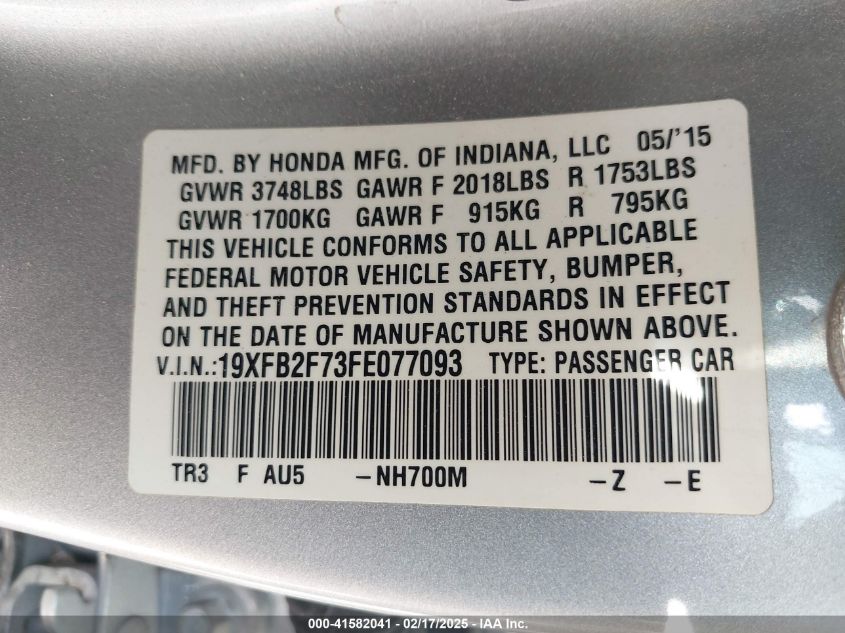 MFD. BY HONDA MFG. OF INDIANA, LLC 05/'15
GVWR 3748LBS GAWR F 2018LBS R 1753LBS
GVWR 1700KG GAWR F 915KG R 795KG
THIS VEHICLE CONFORMS TO ALL APPLICABLE
FEDERAL MOTOR VEHICLE SAFETY, BUMPER,
AND THEFT PREVENTION STANDARDS IN EFFECT
ON THE DATE OF MANUFACTURE SHOWN ABOVE.
V.I.N.:19XFB2F73FE077093 TYPE: PASSENGER CAR
TR3 F AU5 -NH700M -Z -E
000-41582041 - 02/17/2025 - IAA Inc.